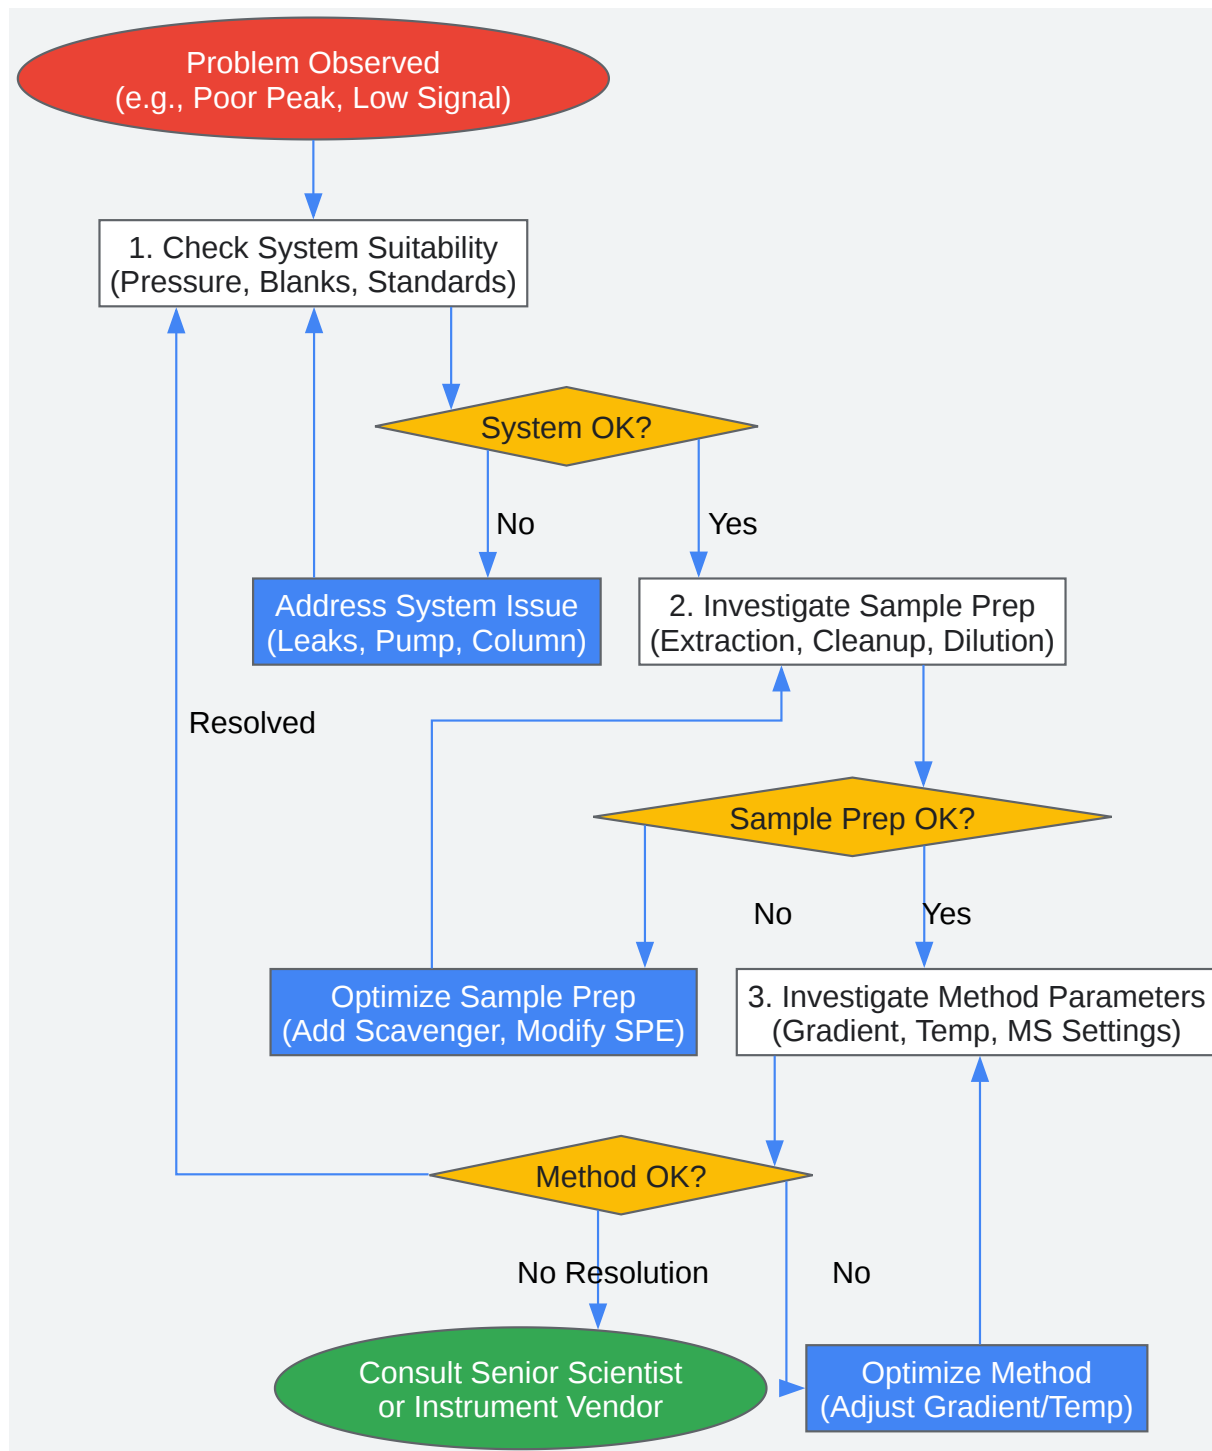 Problem Observed
(e.g., Poor Peak, Low Signal)
1. Check System Suitability
(Pressure, Blanks, Standards)
System OK?
No
Yes
Address System Issue
(Leaks, Pump, Column)
2. Investigate Sample Prep
(Extraction, Cleanup, Dilution)
Resolved
Sample Prep OK?
No
Yes
Optimize Sample Prep
(Add Scavenger, Modify SPE)
3. Investigate Method Parameters
(Gradient, Temp, MS Settings)
Method OK?
No Resolution
No
Consult Senior Scientist
or Instrument Vendor
Optimize Method
(Adjust Gradient/Temp)